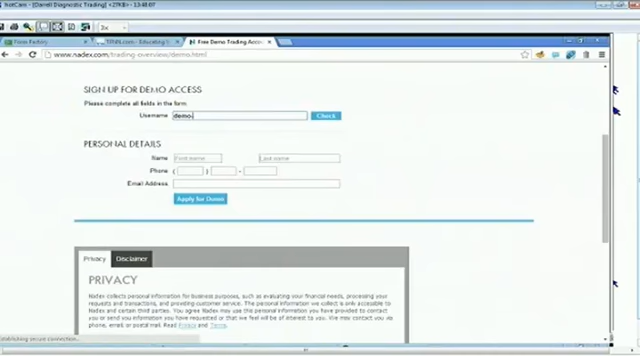 hotCam - [Darrell Diagnostic Trading] <27KB> - 13:48:07
3x
Forex Factory
Free Demo Trading Acco
www.nadex.com/trading-overview/demo.html
SIGN UP FOR DEMO ACCESS
Please complete all fields in the form
Username demo- Check
PERSONAL DETAILS
Name First name Last name
Phone ( ) -
Email Address
Apply for Demo
Privacy Disclaimer
PRIVACY
Nadex collects personal information for business purposes, such as evaluating your financial needs, processing your
requests and transactions, and providing customer service. The personal information we collect is only accessible
to Nadex and certain third parties. You agree Nadex may use the personal information you have provided to contact
you or send you information you have requested or that we feel will be of interest to you. We may contact you via
phone, email, or postal mail. Read Privacy and Terms.
Establishing secure connection...